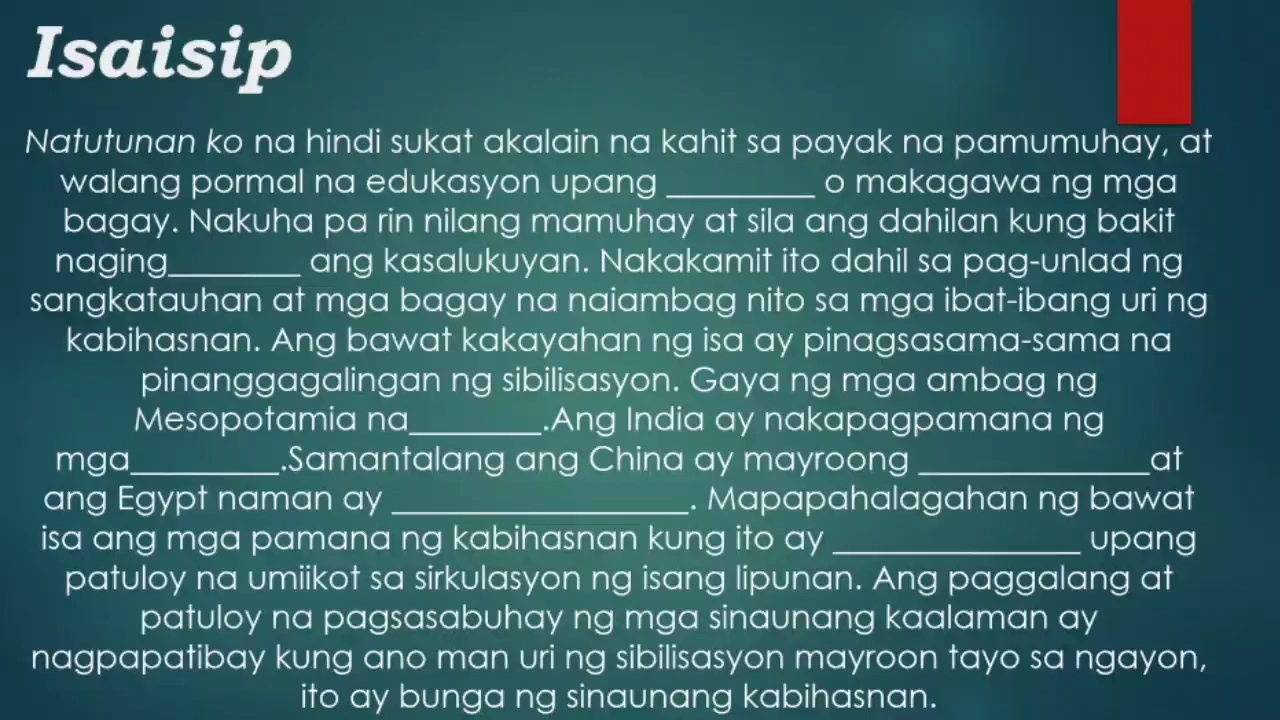 Isaisip
Natutunan ko na hindi sukat akalain na kahit sa payak na pamumuhay, at
walang pormal na edukasyon upang _________ o makagawa ng mga
bagay. Nakuha pa rin nilang mamuhay at sila ang dahilan kung bakit
naging________ ang kasalukuyan. Nakakamit ito dahil sa pag-unlad ng
sangkatauhan at mga bagay na naiambag nito sa mga ibat-ibang uri ng
kabihasnan. Ang bawat kakayahan ng isa ay pinagsasama-sama na
pinanggagalingan ng sibilisasyon. Gaya ng mga ambag ng
Mesopotamia na________.Ang India ay nakapagpamana ng
mga_________.Samantalang ang China ay mayroong ______________at
ang Egypt naman ay __________________. Mapapahalagahan ng bawat
isa ang mga pamana ng kabihasnan kung ito ay _______________ upang
patuloy na umiikot sa sirkulasyon ng isang lipunan. Ang paggalang at
patuloy na pagsasabuhay ng mga sinaunang kaalaman ay
nagpapatibay kung ano man uri ng sibilisasyon mayroon tayo sa ngayon,
ito ay bunga ng sinaunang kabihasnan.